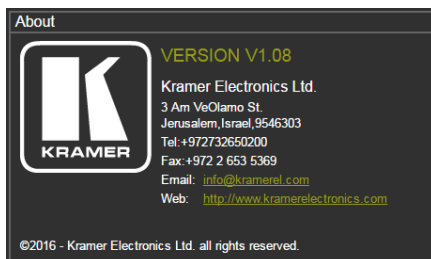 About
VERSION V1.08
Kramer Electronics Ltd.
3 Am VeOlamo St.
Jerusalem,Israel,9546303
Tel:+972732650200
Fax:+972 2 653 5369
Email: info@kramerel.com
Web: http://www.kramerelectronics.com
KRAMER
©2016 - Kramer Electronics Ltd. all rights reserved.